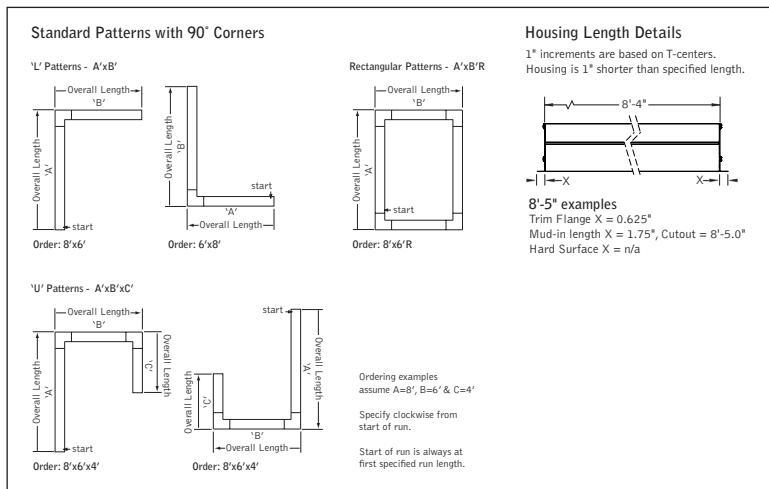 Standard Patterns with 90˚ Corners
'L' Patterns - A'xB'
Overall Length
'B'
Overall Length
'A'
start
Order: 8'x6'
Overall Length
'B'
start
'A'
Overall Length
Order: 6'x8'
Rectangular Patterns - A'xB'R
Overall Length
'B'
Overall Length
'A'
start
Order: 8'x6'R
Housing Length Details
1" increments are based on T-centers.
Housing is 1" shorter than specified length.
8'-4"
X
X
8'-5" examples
Trim Flange X = 0.625"
Mud-in length X = 1.75", Cutout = 8'-5.0"
Hard Surface X = n/a
'U' Patterns - A'xB'xC'
Overall Length
'B'
Overall Length
'A'
'C'
Overall Length
start
Order: 8'x6'x4'
start
Overall Length
'C'
'A'
Overall Length
'B'
Overall Length
Order: 8'x6'x4'
Ordering examples
assume A=8', B=6' & C=4'
Specify clockwise from
start of run.
Start of run is always at
first specified run length.